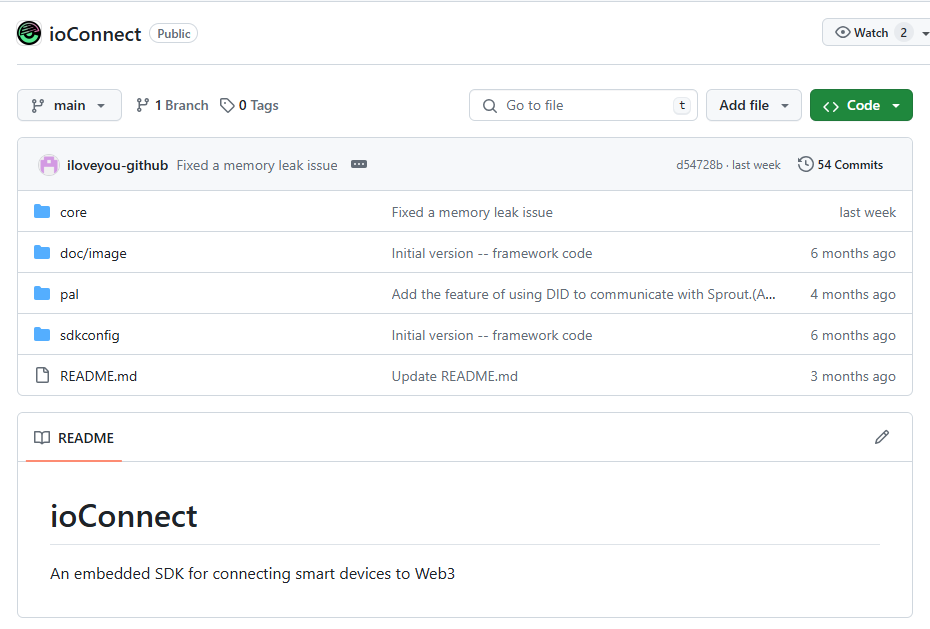 ioConnect Public Watch 2
main 1 Branch 0 Tags Go to file t Add file <> Code
iloveyou-github Fixed a memory leak issue d54728b · last week 54 Commits
core Fixed a memory leak issue last week
doc/image Initial version -- framework code 6 months ago
pal Add the feature of using DID to communicate with Sprout.(A... 4 months ago
sdkconfig Initial version -- framework code 6 months ago
README.md Update README.md 3 months ago
README
ioConnect
An embedded SDK for connecting smart devices to Web3